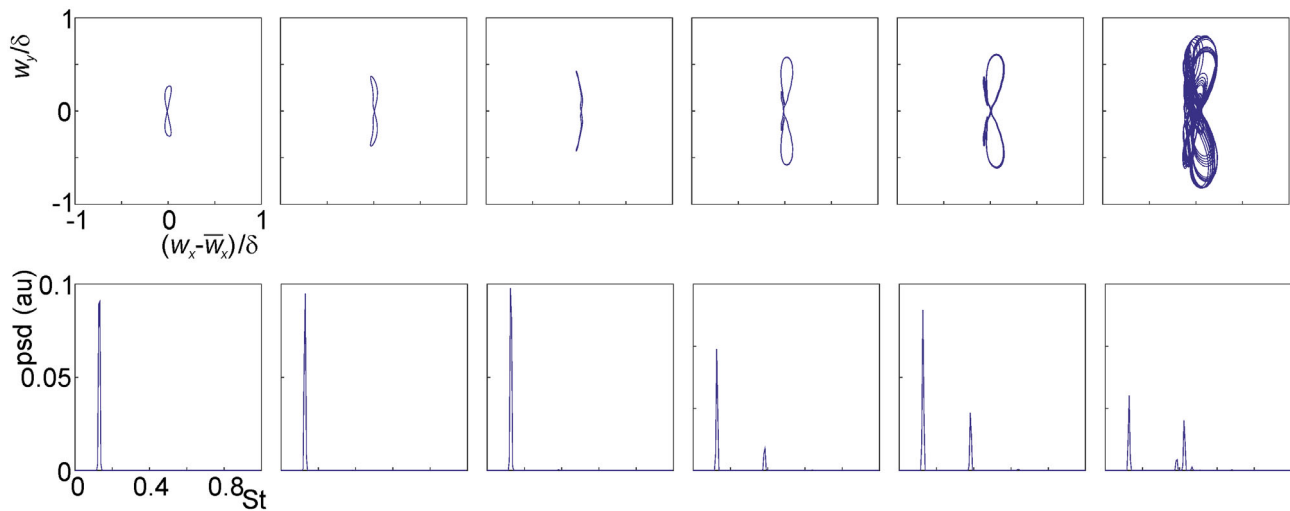 1
w_y/δ
0
-1
-1 0 1
(w_x-w̅_x)/δ
0.1
psd (au)
0.05
0
0 0.4 0.8
St